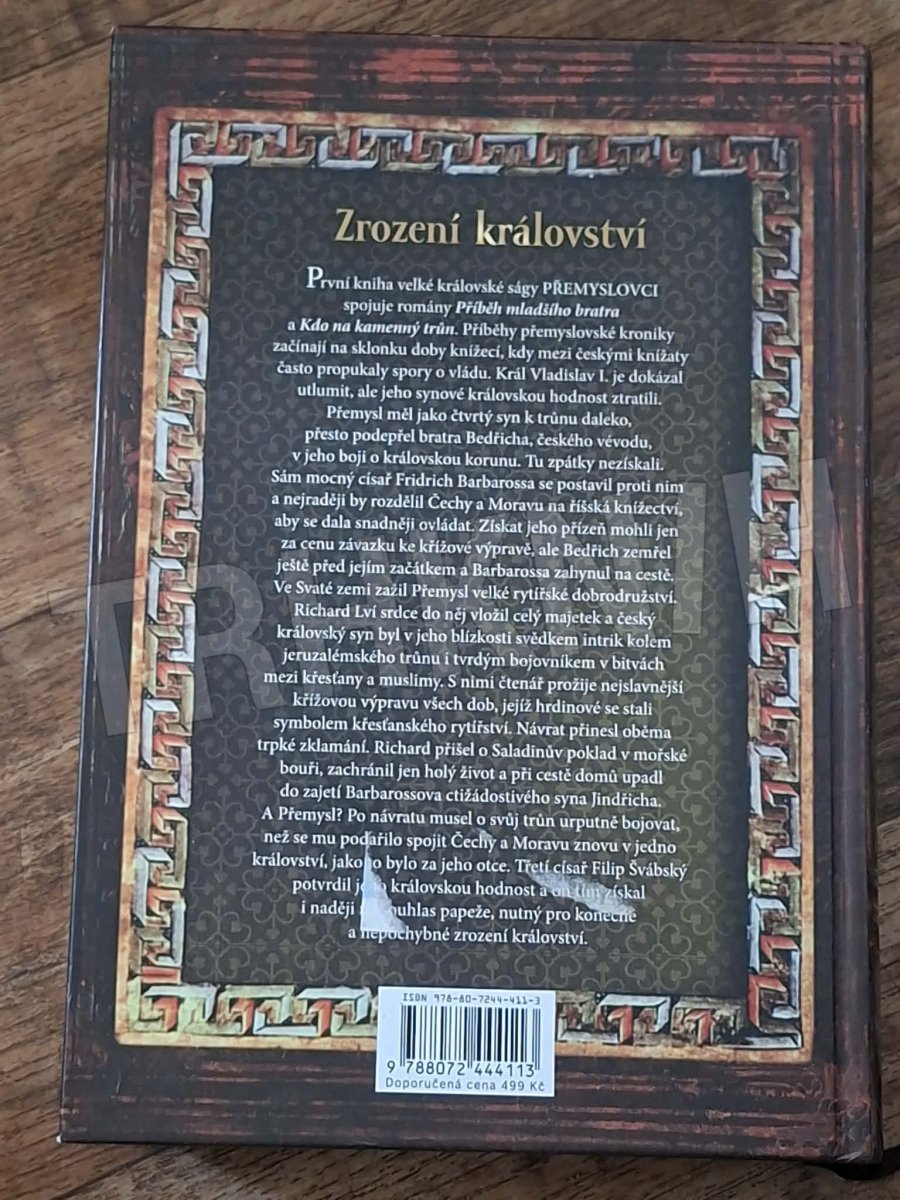 Zrození království
První kniha velké královské ságy PŘEMYSLOVCI
spojuje romány Příběh mladšího bratra
a Kdo na kamenný trůn. Příběhy přemyslovské kroniky
začínají na sklonku doby knížecí, kdy mezi českými knížaty
často propukaly spory o vládu. Král Vladislav I. je dokázal
utlumit, ale jeho synové královskou hodnost ztratili.
Přemysl měl jako čtvrtý syn k trůnu daleko,
přesto podepřel bratra Bedřicha, českého vévodu,
v jeho boji o královskou korunu. Tu zpátky nezískali.
Sám mocný císař Fridrich Barbarossa se postavil proti nim
a nejraději by rozdělil Čechy a Moravu na říšská knížectví,
aby se dala snadněji ovládat. Získat jeho přízeň mohli jen
za cenu závazku ke křížové výpravě, ale Bedřich zemřel
ještě před jejím začátkem a Barbarossa zahynul na cestě.
Ve Svaté zemi zažil Přemysl velké rytířské dobrodružství.
Richard Lví srdce do něj vložil celý majetek a český
královský syn byl v jeho blízkosti svědkem intrik kolem
jeruzalémského trůnu i tvrdým bojovníkem v bitvách
mezi křesťany a muslimy. S nimi čtenář prožije nejslavnější
křížovou výpravu všech dob, jejíž hrdinové se stali
symbolem křesťanského rytířství. Návrat přinesl oběma
trpké zklamání. Richard přišel o Saladinův poklad v mořské
bouři, zachránil jen holý život a při cestě domů upadl
do zajetí Barbarossova ctižádostivého syna Jindřicha.
A Přemysl? Po návratu musel o svůj trůn urputně bojovat,
než se mu podařilo spojit Čechy a Moravu znovu v jedno
království, jako to bylo za jeho otce. Třetí císař Filip Švábský
potvrdil jeho královskou hodnost a on tím získal
i naději souhlas papeže, nutný pro konečné
a nepochybné zrození království.
ISBN 978-80-7244-411-3
9 788072 444113
Doporučená cena 499 Kč